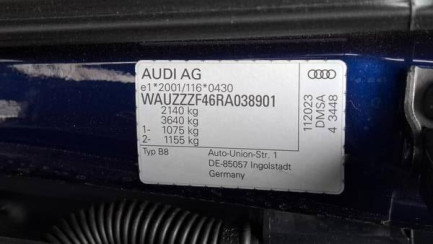 AUDI AG
e1*2001/116*0430
WAUZZZF46RA038901
2140 kg
3640 kg
1- 1075 kg
2- 1155 kg
Typ B8 Auto-Union-Str. 1
DE-85057 Ingolstadt
Germany
112023
DMSA
4 3448